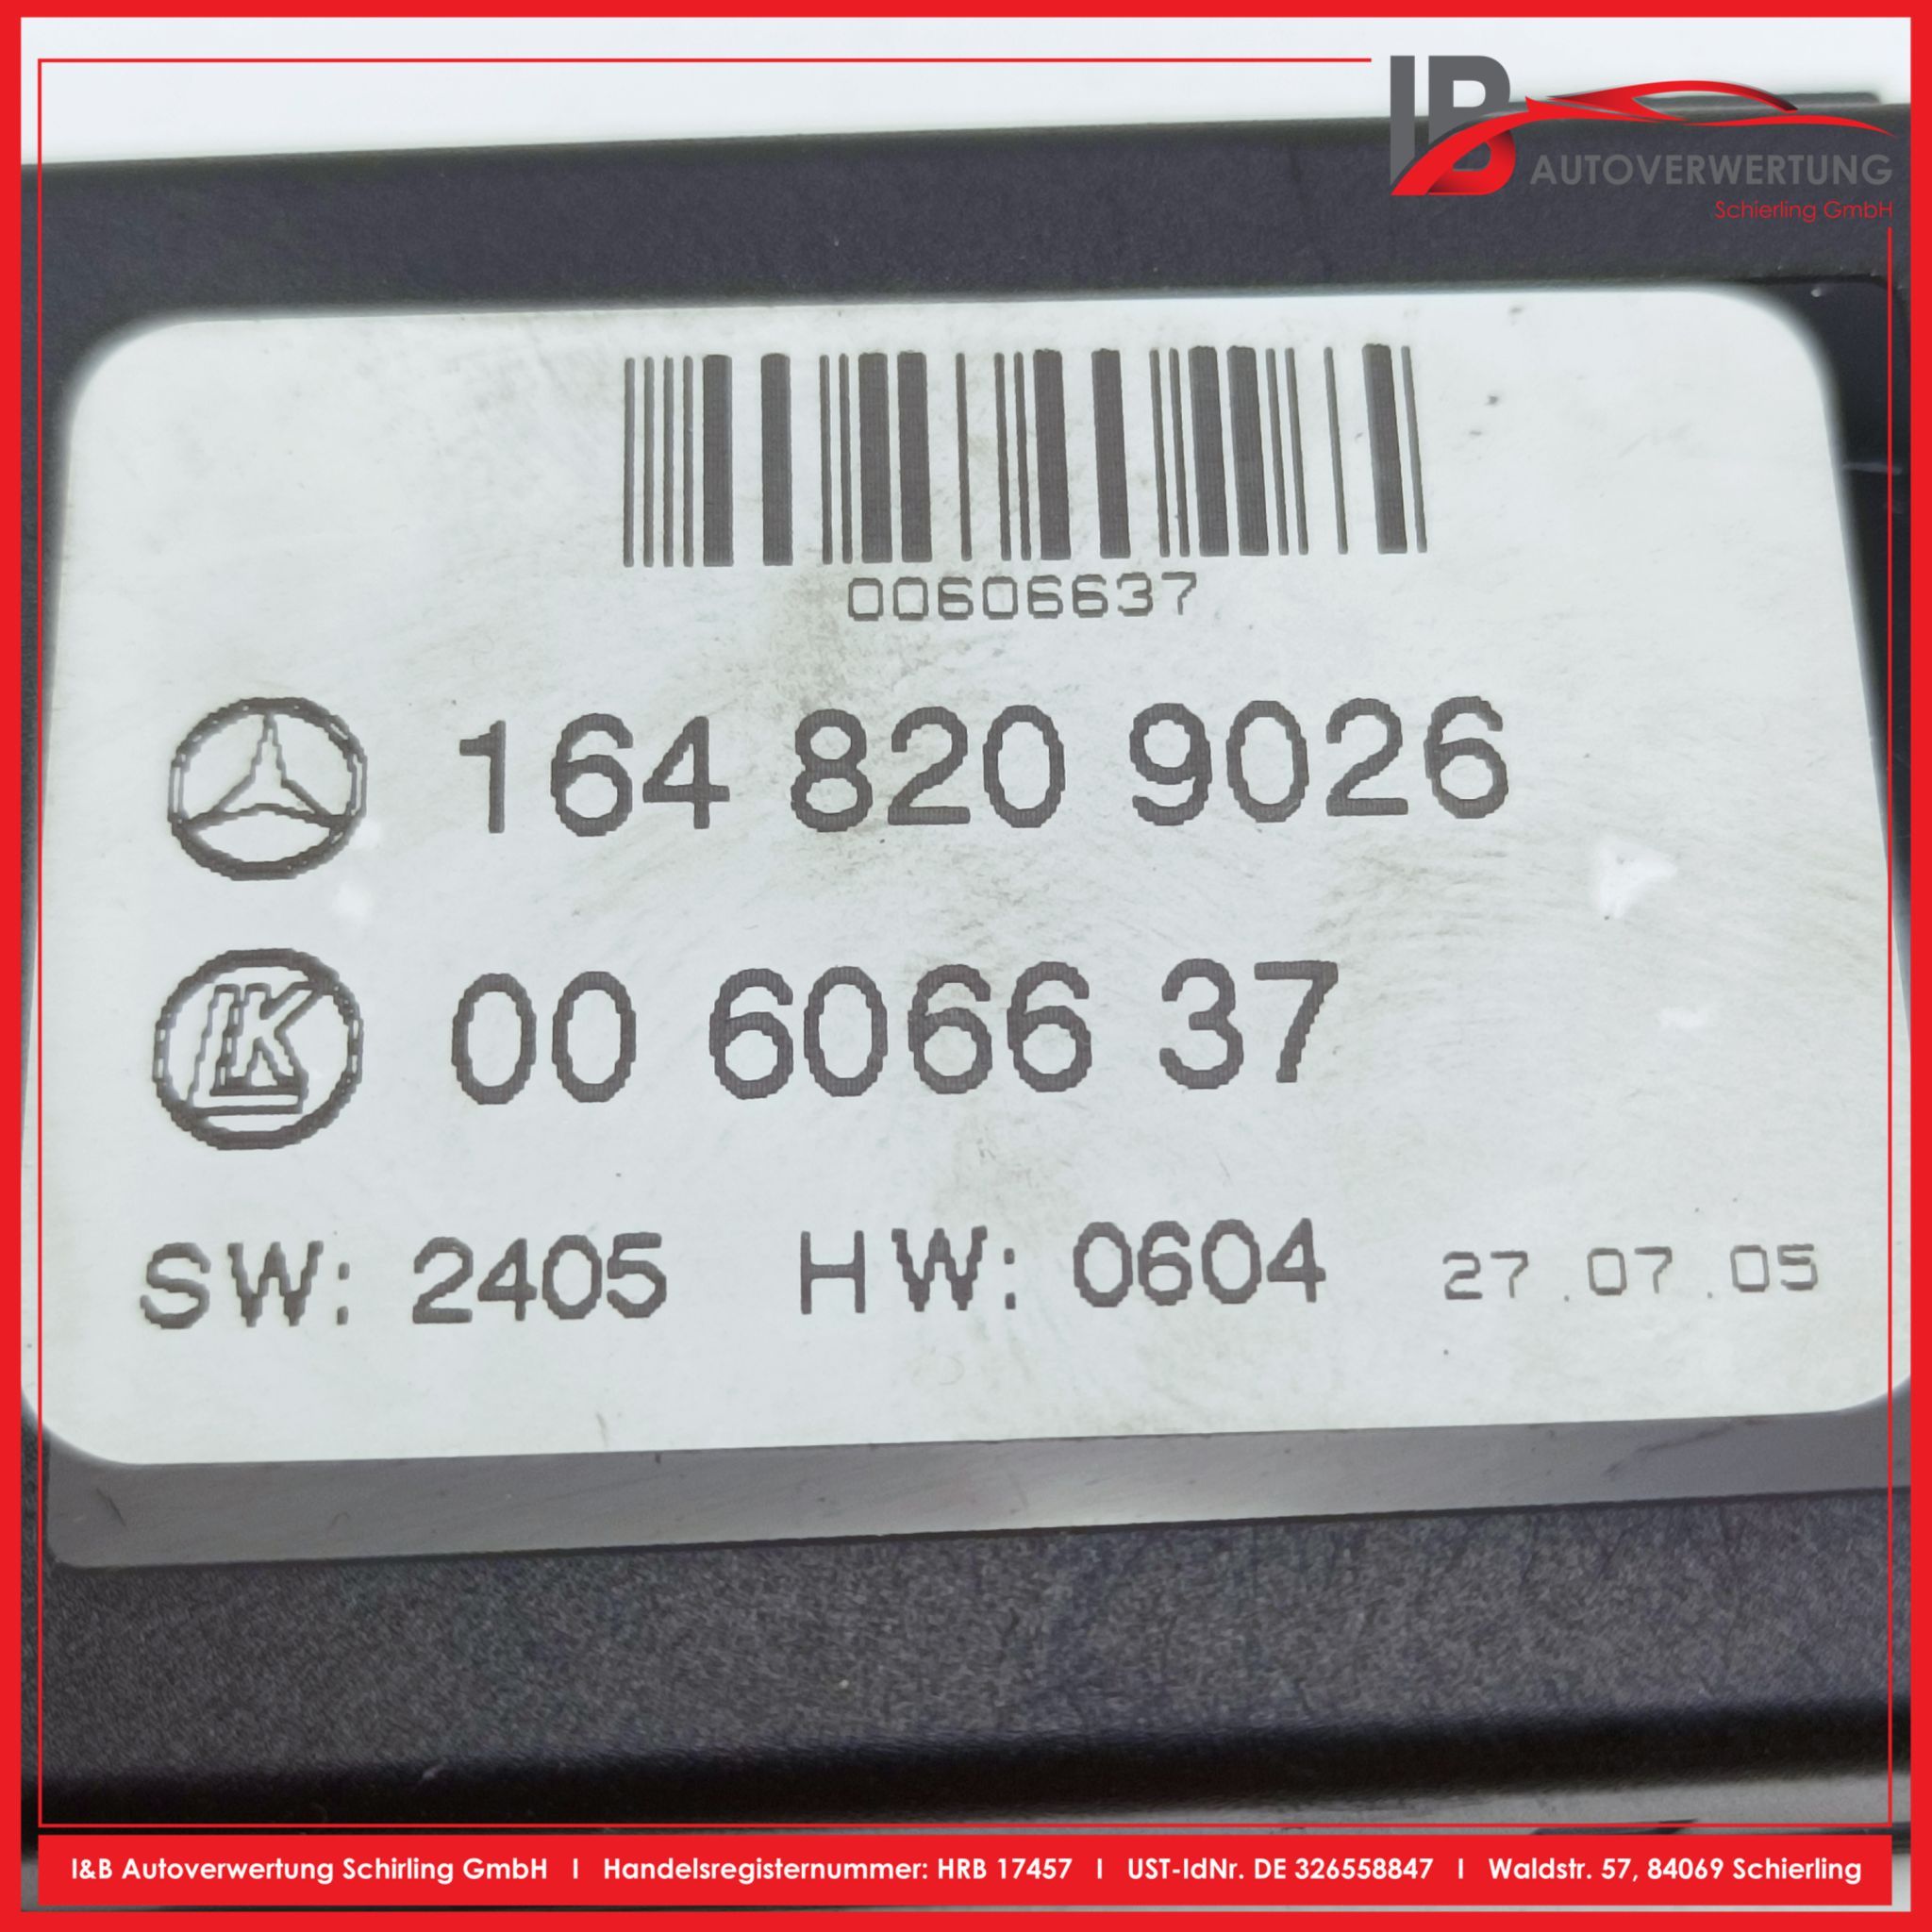 IB
AUTOVERWERTUNG
Schierling GmbH
00606637
164 820 9026
LK
00 6066 37
SW: 2405 HW: 0604 27.07.05
I&B Autoverwertung Schirling GmbH I Handelsregisternummer: HRB 17457 I UST-IdNr. DE 326558847 I Waldstr. 57, 84069 Schierling